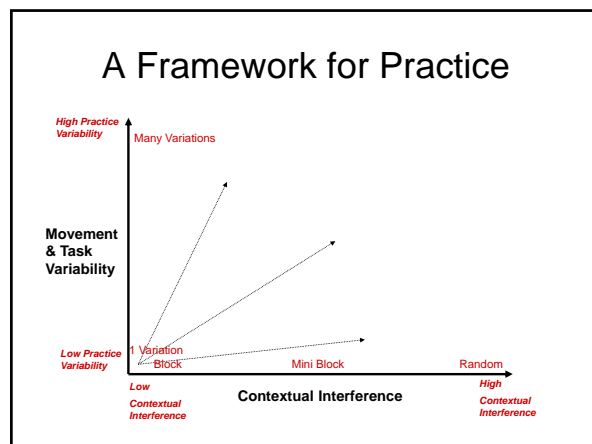 A Framework for Practice
High Practice
Variability
Many Variations
Movement
& Task
Variability
1 Variation
Low Practice
Variability
Block
Mini Block
Random
Low
Contextual
Interference
Contextual Interference
High
Contextual
Interference